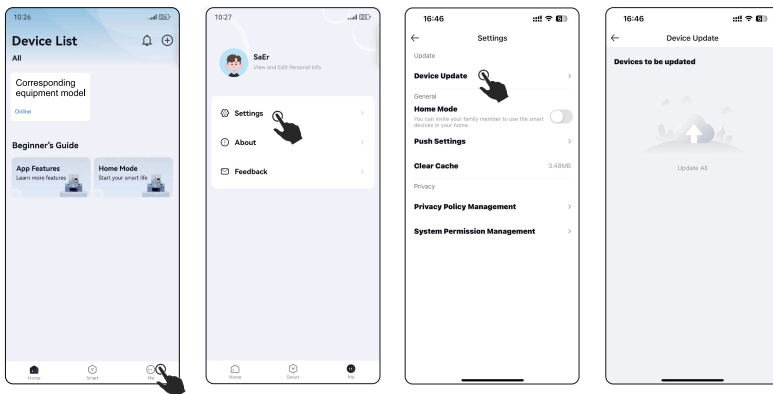 10:26
Device List
All
Corresponding
equipment model
Online
Beginner's Guide
App Features
Learn more features
Home Mode
Start your smart life
Home
Smart
Me
10:27
SaEr
View and Edit Personal Info
Settings
About
Feedback
Home
Smart
Me
16:46
Settings
Update
Device Update
General
Home Mode
You can invite your family member to use the smart
devices in your home.
Push Settings
Clear Cache
3.48MB
Privacy
Privacy Policy Management
System Permission Management
16:46
Device Update
Devices to be updated
Update All